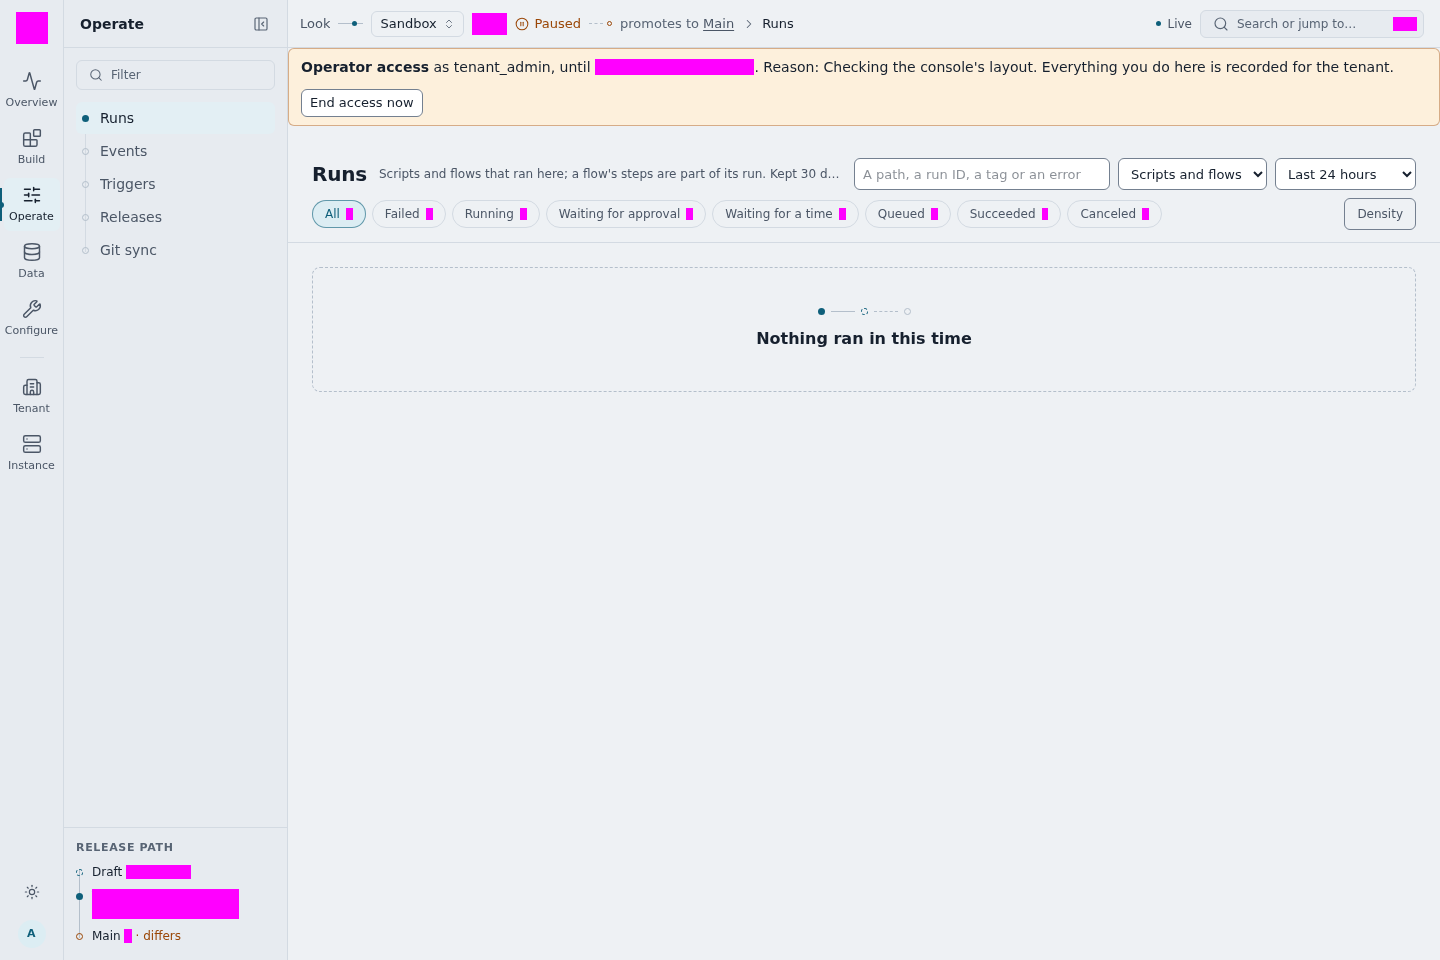 Operate
Look
Sandbox
Paused
promotes to Main
Runs
Live
Search or jump to…
Overview
Build
Operate
Data
Configure
Tenant
Instance
A
Filter
Runs
Events
Triggers
Releases
Git sync
RELEASE PATH
Draft
Main · differs
Operator access as tenant_admin, until . Reason: Checking the console's layout. Everything you do here is recorded for the tenant.
End access now
Runs
Scripts and flows that ran here; a flow's steps are part of its run. Kept 30 d…
A path, a run ID, a tag or an error
Scripts and flows
Last 24 hours
All
Failed
Running
Waiting for approval
Waiting for a time
Queued
Succeeded
Canceled
Density
Nothing ran in this time